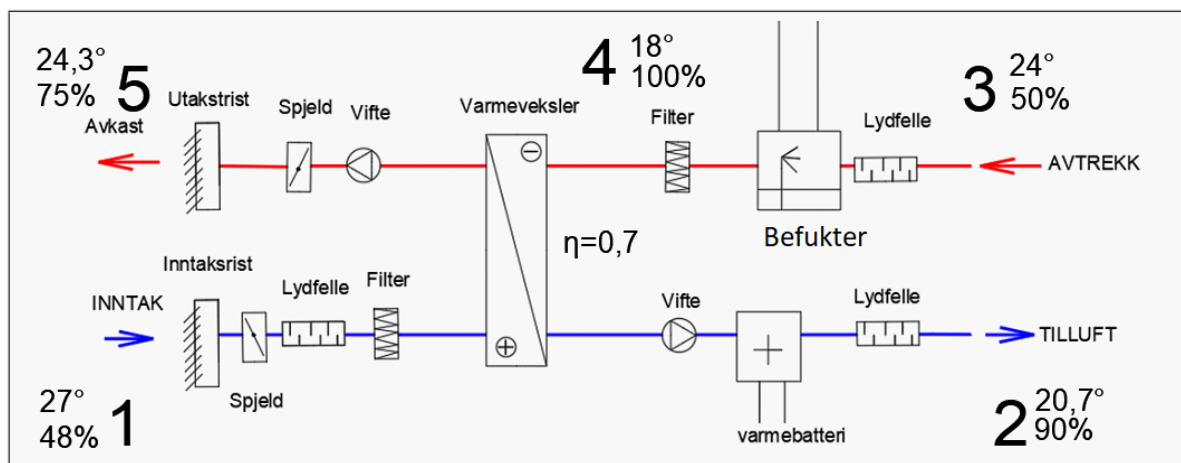 24,3°
75%
5
Utakstrist
Avkast
Spjeld
Vifte
Varmeveksler
4
18°
100%
Filter
3
24°
50%
Lydfelle
AVTREKK
Befukter
η=0,7
Inntaksrist
INNTAK
Lydfelle
Filter
Vifte
Lydfelle
TILLUFT
27°
48%
1
Spjeld
varmebatteri
2
20,7°
90%